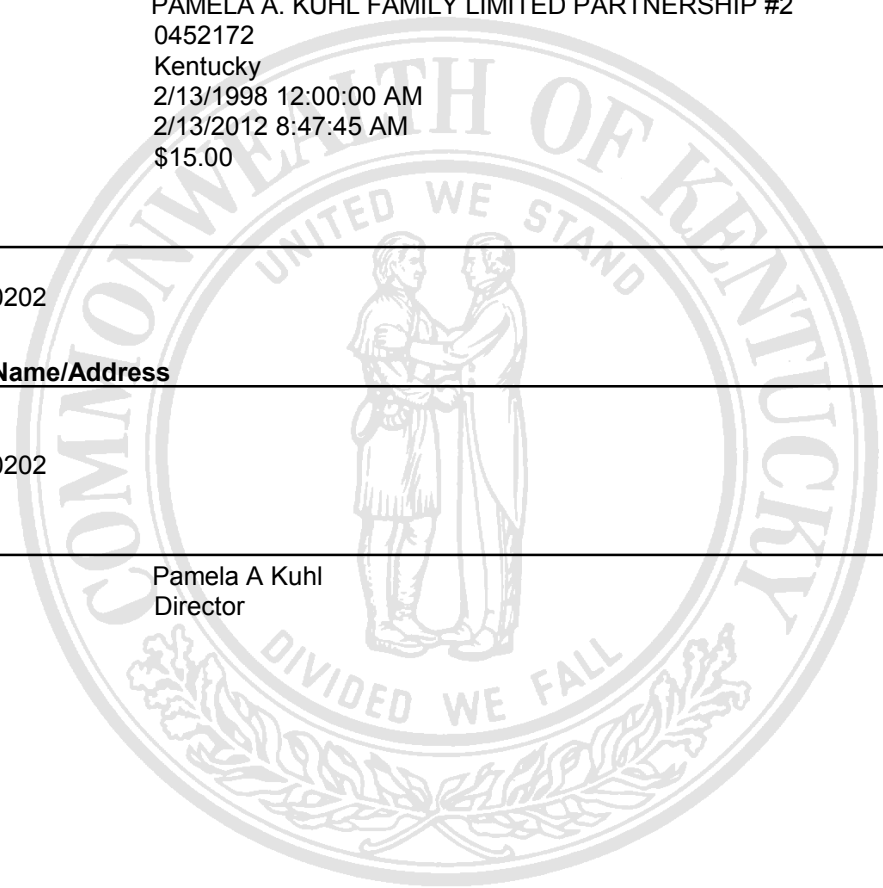 PAMELA A. KUHL FAMILY LIMITED PARTNERSHIP #2
0452172
Kentucky
2/13/1998 12:00:00 AM
2/13/2012 8:47:45 AM
$15.00
COMMONWEALTH OF KENTUCKY
UNITED WE STAND
0202
Name/Address
0202
Pamela A Kuhl
Director
DIVIDED WE FALL